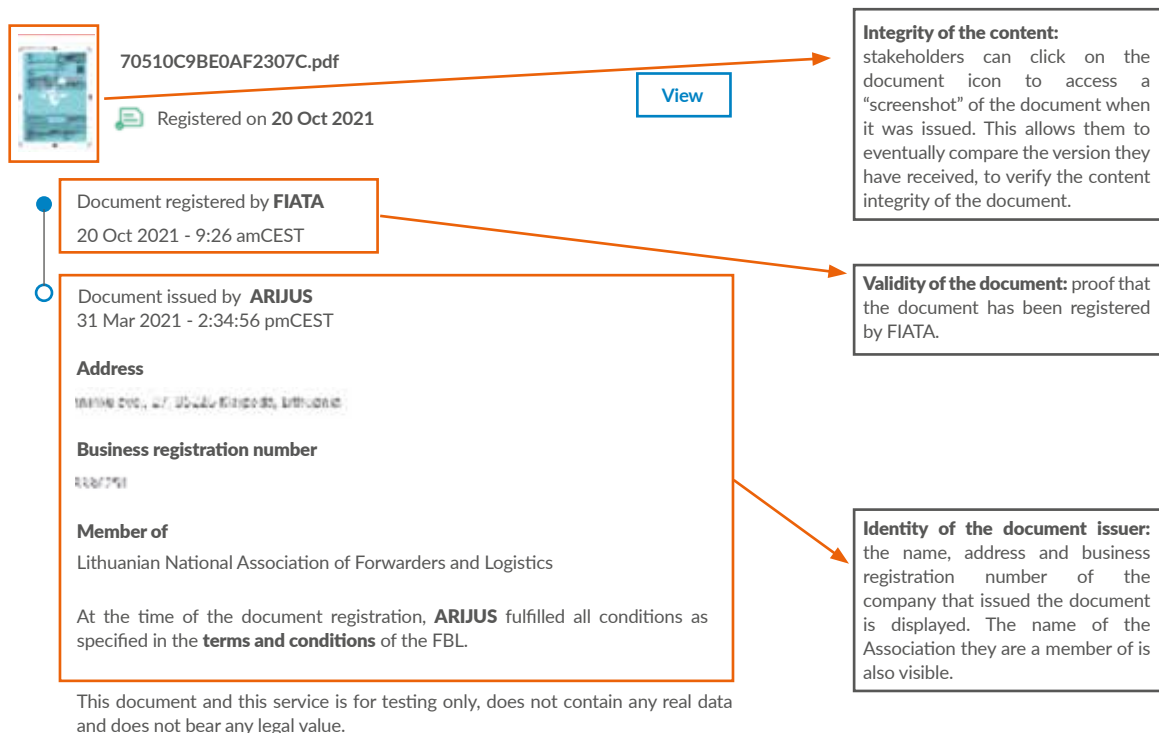 70510C9BE0AF2307C.pdf
View
Registered on 20 Oct 2021
Document registered by FIATA
20 Oct 2021 - 9:26 amCEST
Document issued by ARIJUS
31 Mar 2021 - 2:34:56 pmCEST
Address
Business registration number
Member of
Lithuanian National Association of Forwarders and Logistics
At the time of the document registration, ARIJUS fulfilled all conditions as
specified in the terms and conditions of the FBL.
This document and this service is for testing only, does not contain any real data
and does not bear any legal value.
Integrity of the content:
stakeholders can click on the
document icon to access a
“screenshot” of the document when
it was issued. This allows them to
eventually compare the version they
have received, to verify the content
integrity of the document.
Validity of the document: proof that
the document has been registered
by FIATA.
Identity of the document issuer:
the name, address and business
registration number of the
company that issued the document
is displayed. The name of the
Association they are a member of is
also visible.